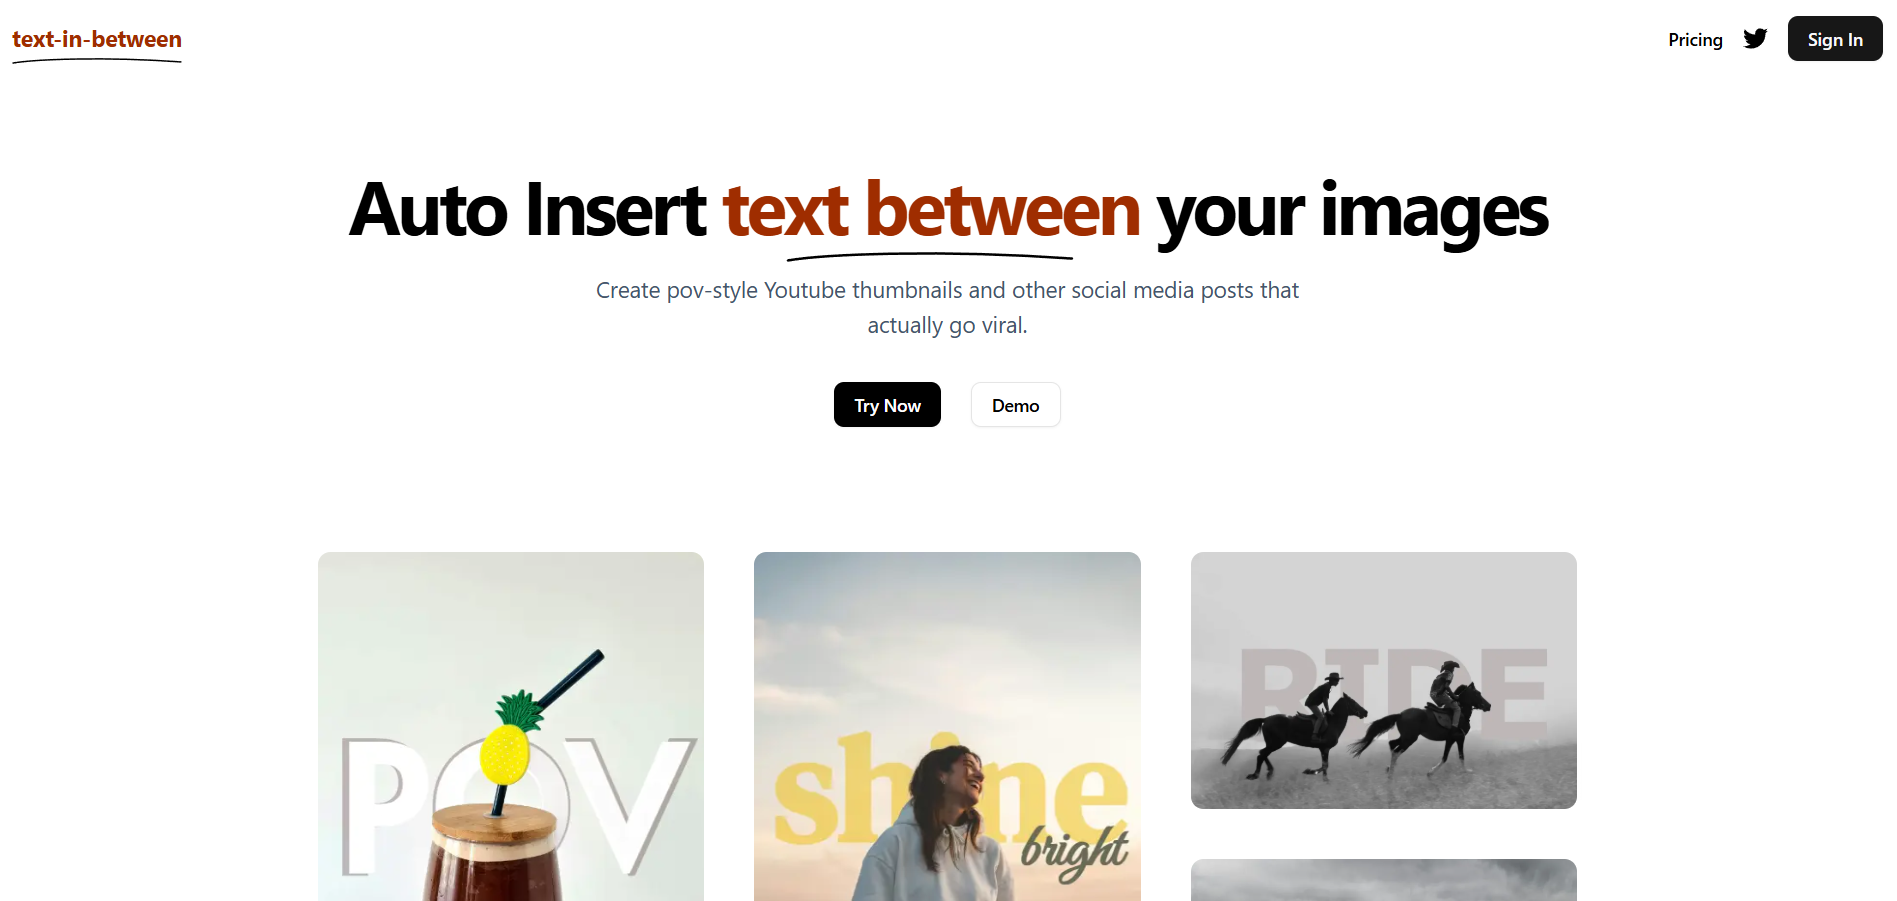 text-in-between
Pricing
Sign In
Auto Insert text between your images
Create pov-style Youtube thumbnails and other social media posts that
actually go viral.
Try Now
Demo
POV
shine
bright
RIDE